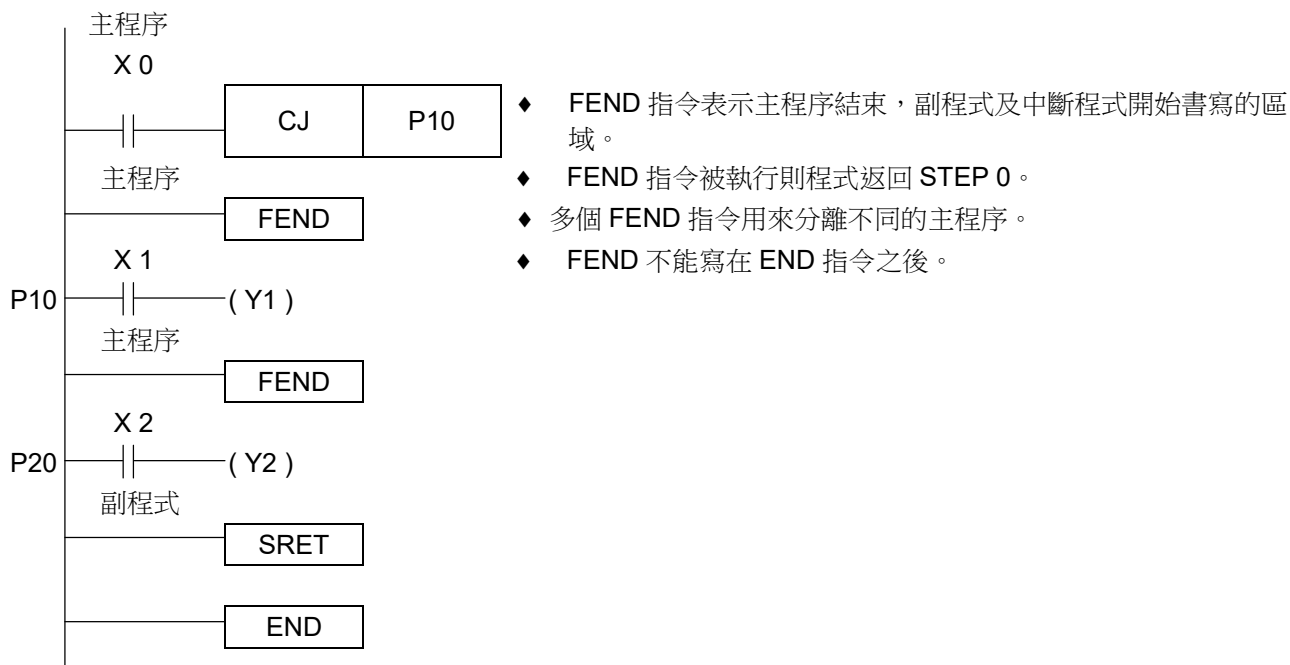 主程序
X 0
CJ P10
主程序
FEND
X 1
P10 ( Y1 )
主程序
FEND
X 2
P20 ( Y2 )
副程式
SRET
END
♦ FEND 指令表示主程序結束，副程式及中斷程式開始書寫的區
域。
♦ FEND 指令被執行則程式返回 STEP 0。
♦ 多個 FEND 指令用來分離不同的主程序。
♦ FEND 不能寫在 END 指令之後。